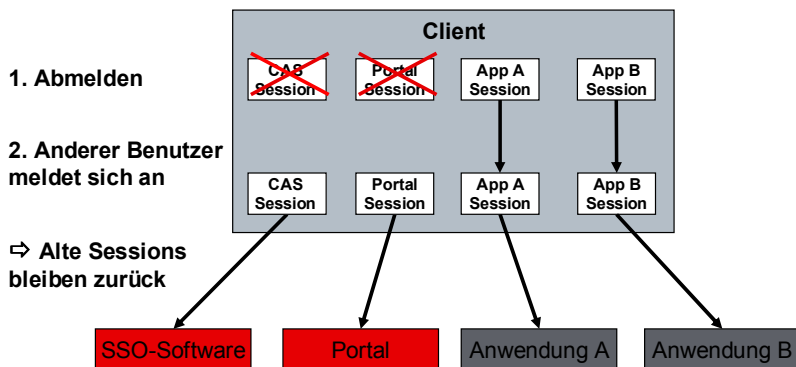 Client
1. Abmelden
CAS
Session
Portal
Session
App A
Session
App B
Session
2. Anderer Benutzer
meldet sich an
CAS
Session
Portal
Session
App A
Session
App B
Session
⇨ Alte Sessions
bleiben zurück
SSO-Software
Portal
Anwendung A
Anwendung B